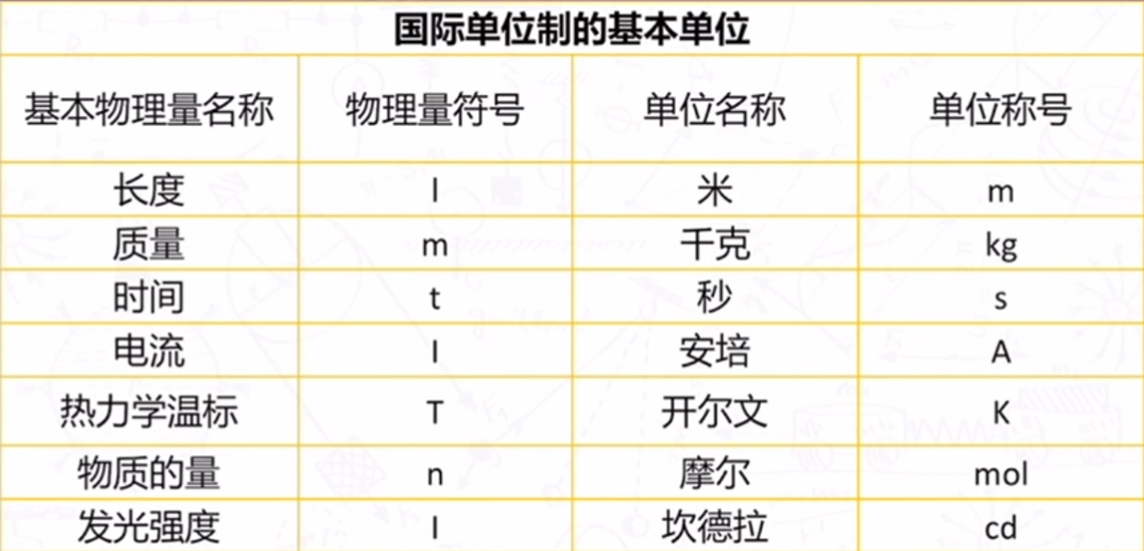 国际单位制的基本单位
基本物理量名称 物理量符号 单位名称 单位称号
长度 l 米 m
质量 m 千克 kg
时间 t 秒 s
电流 I 安培 A
热力学温标 T 开尔文 K
物质的量 n 摩尔 mol
发光强度 I 坎德拉 cd